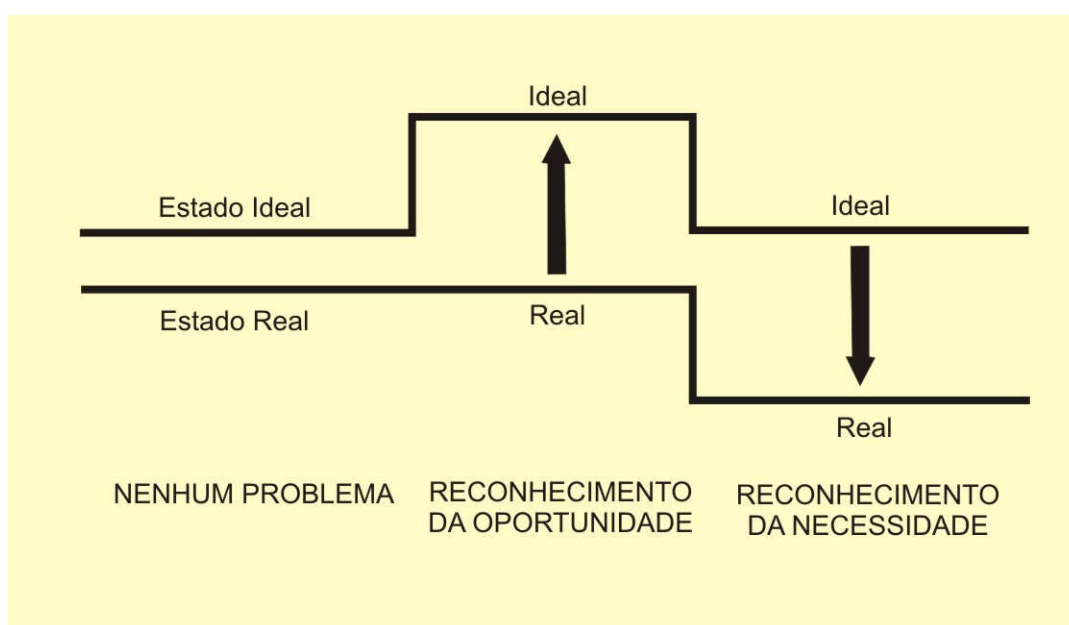 Ideal
Estado Ideal
Ideal
Estado Real
Real
Real
NENHUM PROBLEMA
RECONHECIMENTO
DA OPORTUNIDADE
RECONHECIMENTO
DA NECESSIDADE